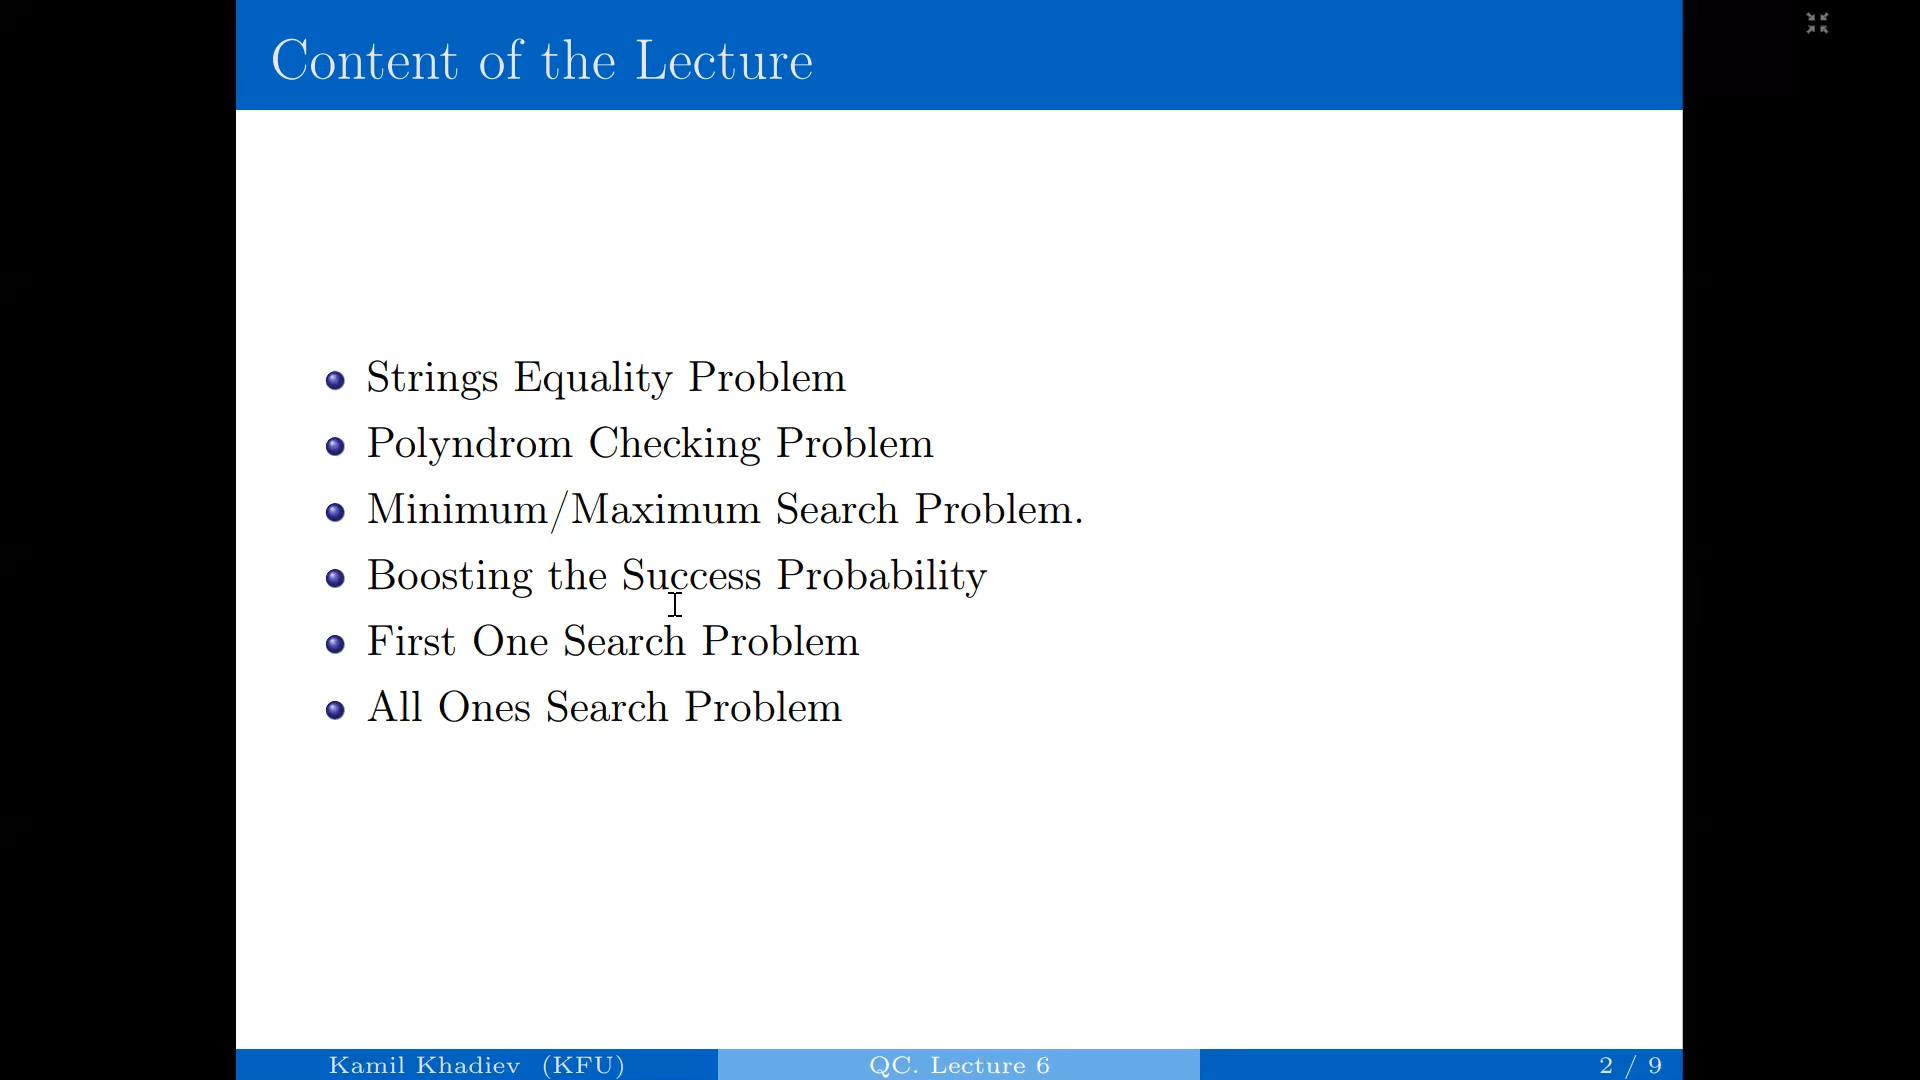 Content of the Lecture
Strings Equality Problem
Polyndrom Checking Problem
Minimum/Maximum Search Problem.
Boosting the Success Probability
First One Search Problem
All Ones Search Problem
Kamil Khadiev (KFU)
QC. Lecture 6
2 / 9